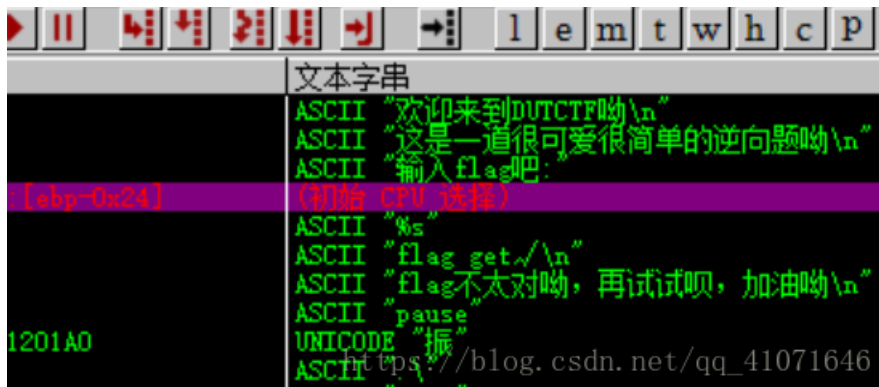 l e m t w h c p
文本字串
ASCII "欢迎来到DUTCTF呦\n"
ASCII "这是一道很可爱很简单的逆向题呦\n"
ASCII "输入flag吧:"
[ebp-0x24] (初始 CPU 选择)
ASCII "%s"
ASCII "flag get√\n"
ASCII "flag不太对呦，再试试呗，加油呦\n"
ASCII "pause"
1201A0 UNICODE "振"
ASCII ".\"
https://blog.csdn.net/qq_41071646